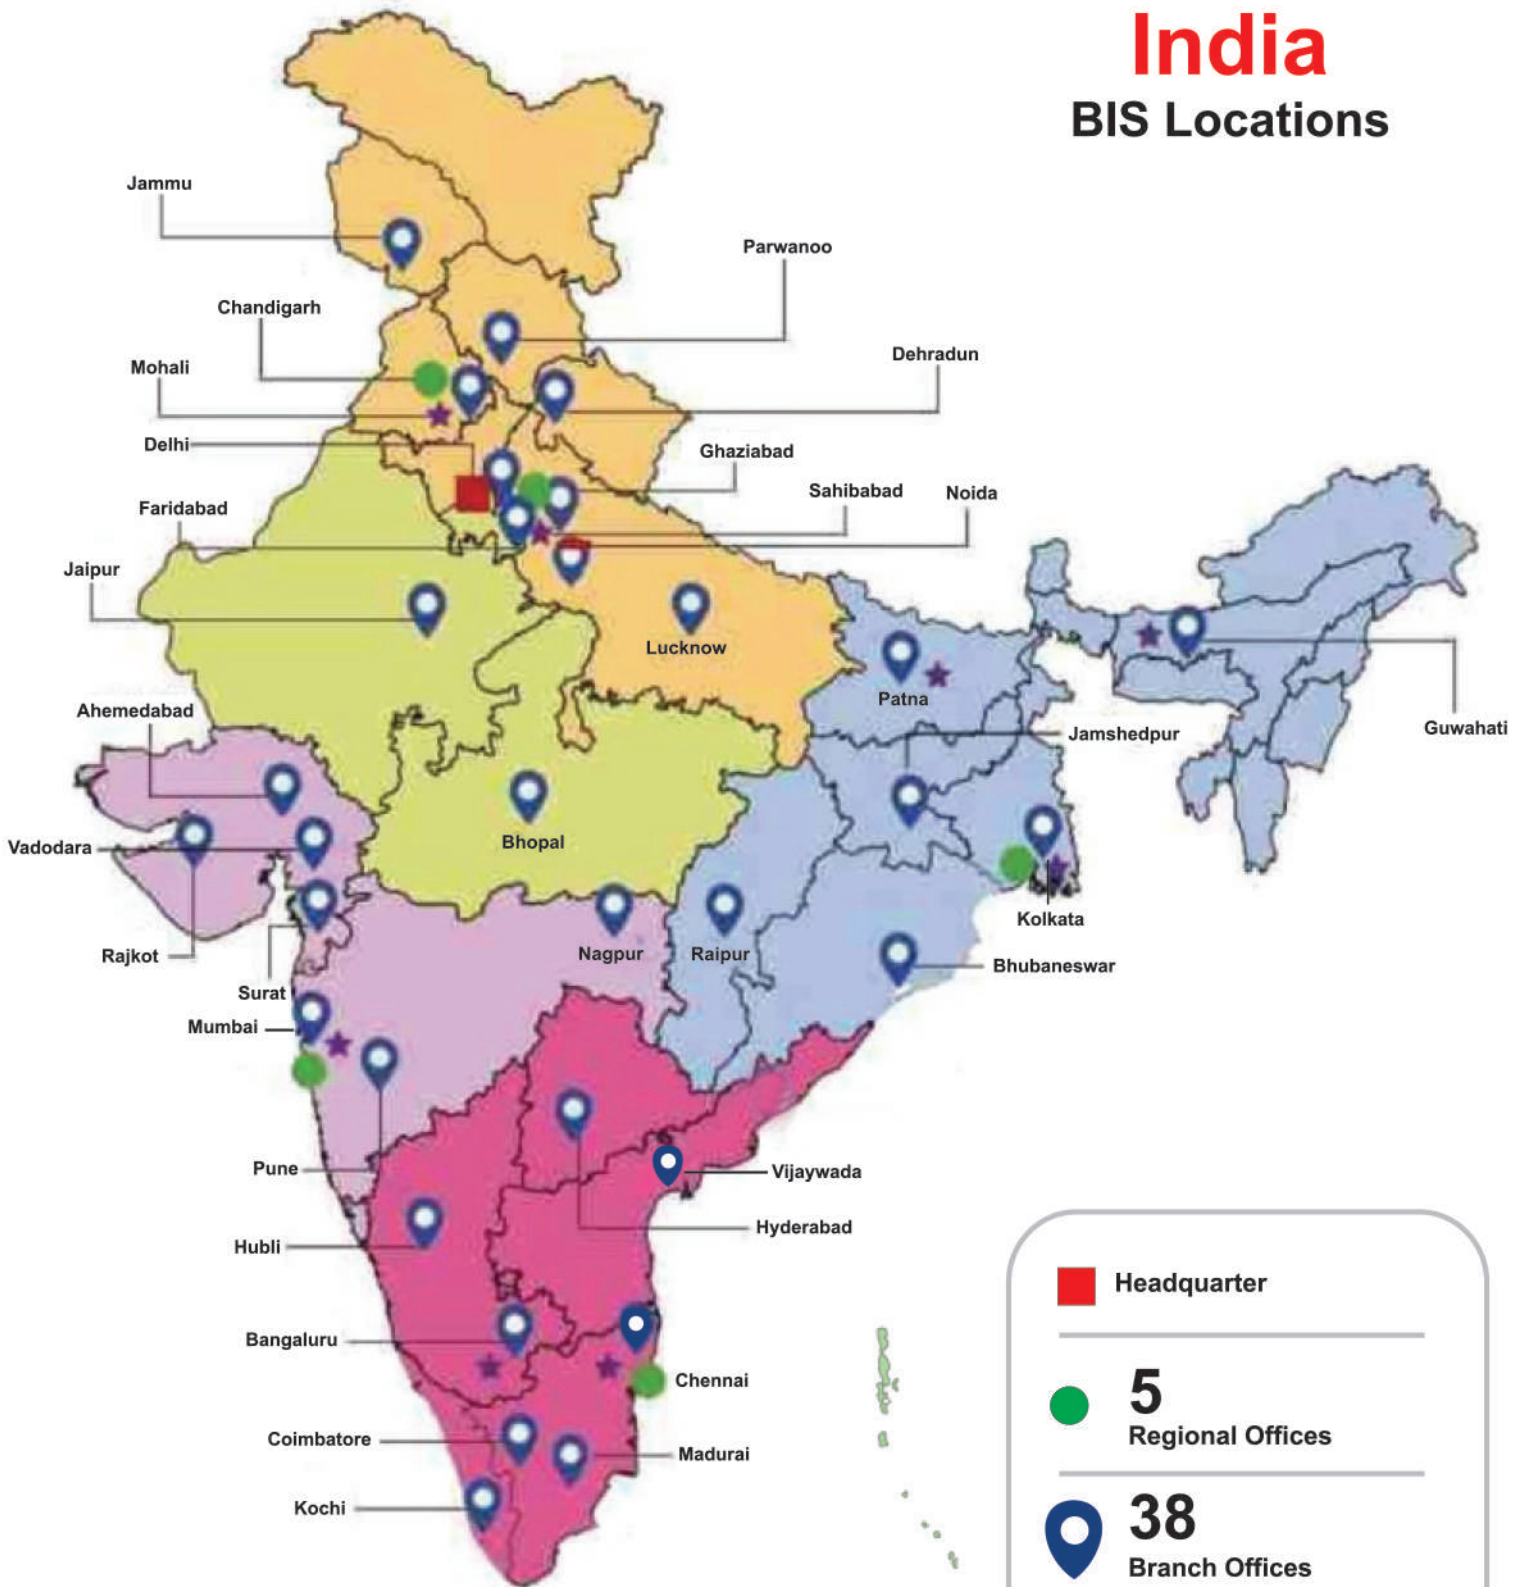 India
BIS Locations
Jammu
Parwanoo
Chandigarh
Dehradun
Mohali
Delhi
Ghaziabad
Sahibabad
Noida
Faridabad
Jaipur
Lucknow
Patna
Ahemedabad
Guwahati
Jamshedpur
Bhopal
Vadodara
Kolkata
Rajkot
Nagpur
Raipur
Bhubaneswar
Surat
Mumbai
Pune
Vijaywada
Hyderabad
Hubli
Bangaluru
Chennai
Coimbatore
Madurai
Kochi
Headquarter
5
Regional Offices
38
Branch Offices